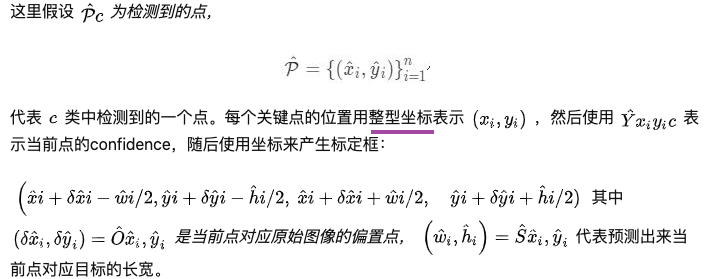 这里假设 $\hat{\mathcal{P}}c$ 为检测到的点，
$\hat{\mathcal{P}} = \{(\hat{x}_i, \hat{y}_i)\}_{i=1}^{n}$
代表 $c$ 类中检测到的一个点。每个关键点的位置用整型坐标表示 $(x_i, y_i)$ ，然后使用 $\hat{Y}x_iy_ic$ 表
示当前点的confidence，随后使用坐标来产生标定框：
$(\hat{x}i + \delta\hat{x}i - \hat{w}i/2, \hat{y}i + \delta\hat{y}i - \hat{h}i/2, \ \hat{x}i + \delta\hat{x}i + \hat{w}i/2, \quad \hat{y}i + \delta\hat{y}i + \hat{h}i/2)$ 其中
$(\delta\hat{x}_i, \delta\hat{y}_i) = \hat{O}\hat{x}_i, \hat{y}_i$ 是当前点对应原始图像的偏置点，$(\hat{w}_i, \hat{h}_i) = \hat{S}\hat{x}_i, \hat{y}_i$ 代表预测出来当
前点对应目标的长宽。